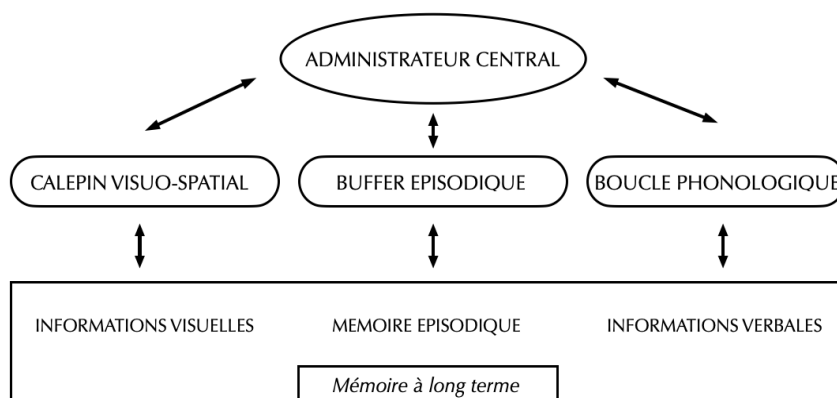 ADMINISTRATEUR CENTRAL
CALEPIN VISUO-SPATIAL
BUFFER EPISODIQUE
BOUCLE PHONOLOGIQUE
INFORMATIONS VISUELLES
MEMOIRE EPISODIQUE
INFORMATIONS VERBALES
Mémoire à long terme